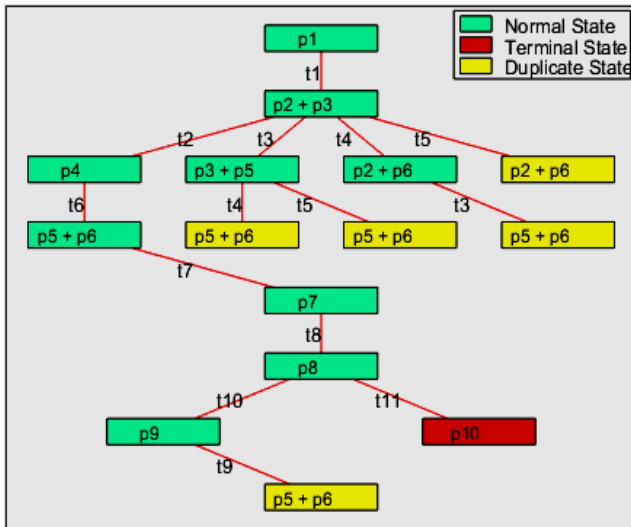 p1
Normal State
Terminal State
Duplicate State
t1
p2 + p3
t2
t3
t4
t5
p4
p3 + p5
p2 + p6
p2 + p6
t6
t4
t5
t3
p5 + p6
p5 + p6
p5 + p6
p5 + p6
t7
p7
t8
p8
t10
t11
p9
p10
t9
p5 + p6